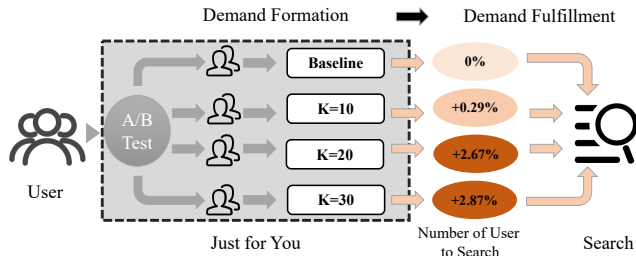 Demand Formation
Demand Fulfillment
Baseline
0%
K=10
+0.29%
A/B
Test
K=20
+2.67%
K=30
+2.87%
User
Just for You
Number of User
to Search
Search